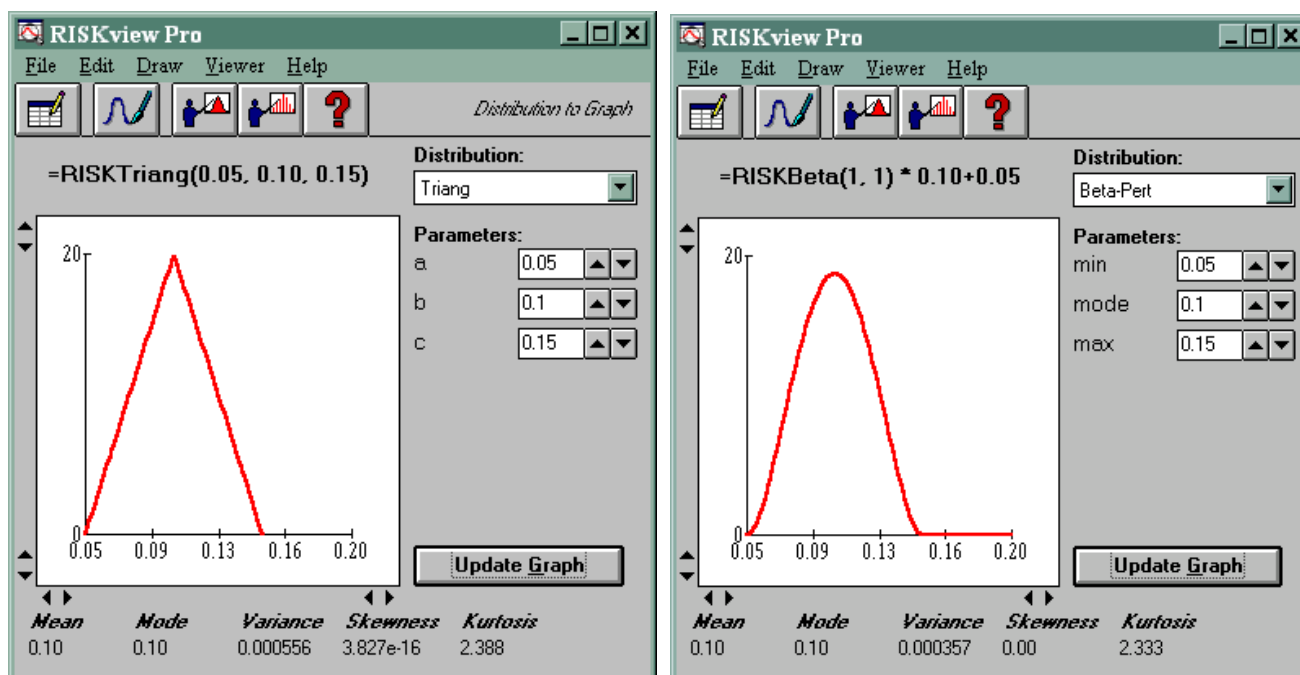 RISKview Pro
File Edit Draw Viewer Help
Distribution to Graph
=RISKTriang(0.05, 0.10, 0.15)
Distribution:
Triang
Parameters:
a 0.05
b 0.1
c 0.15
20
0
0.05 0.09 0.13 0.16 0.20
Update Graph
Mean Mode Variance Skewness Kurtosis
0.10 0.10 0.000556 3.827e-16 2.388
RISKview Pro
File Edit Draw Viewer Help
=RISKBeta(1, 1) * 0.10+0.05
Distribution:
Beta-Pert
Parameters:
min 0.05
mode 0.1
max 0.15
20
0
0.05 0.09 0.13 0.16 0.20
Update Graph
Mean Mode Variance Skewness Kurtosis
0.10 0.10 0.000357 0.00 2.333